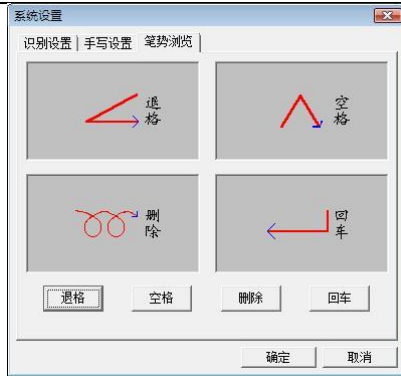 系统设置
识别设置 手写设置 笔势浏览
退格
空格
删除
回车
退格 空格 删除 回车
确定 取消